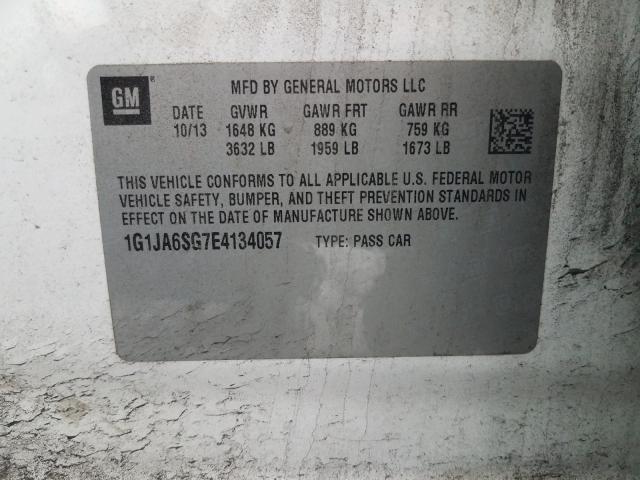 GM ®
MFD BY GENERAL MOTORS LLC
DATE GVWR GAWR FRT GAWR RR
10/13 1648 KG 889 KG 759 KG
3632 LB 1959 LB 1673 LB
THIS VEHICLE CONFORMS TO ALL APPLICABLE U.S. FEDERAL MOTOR
VEHICLE SAFETY, BUMPER, AND THEFT PREVENTION STANDARDS IN
EFFECT ON THE DATE OF MANUFACTURE SHOWN ABOVE.
1G1JA6SG7E4134057 TYPE: PASS CAR